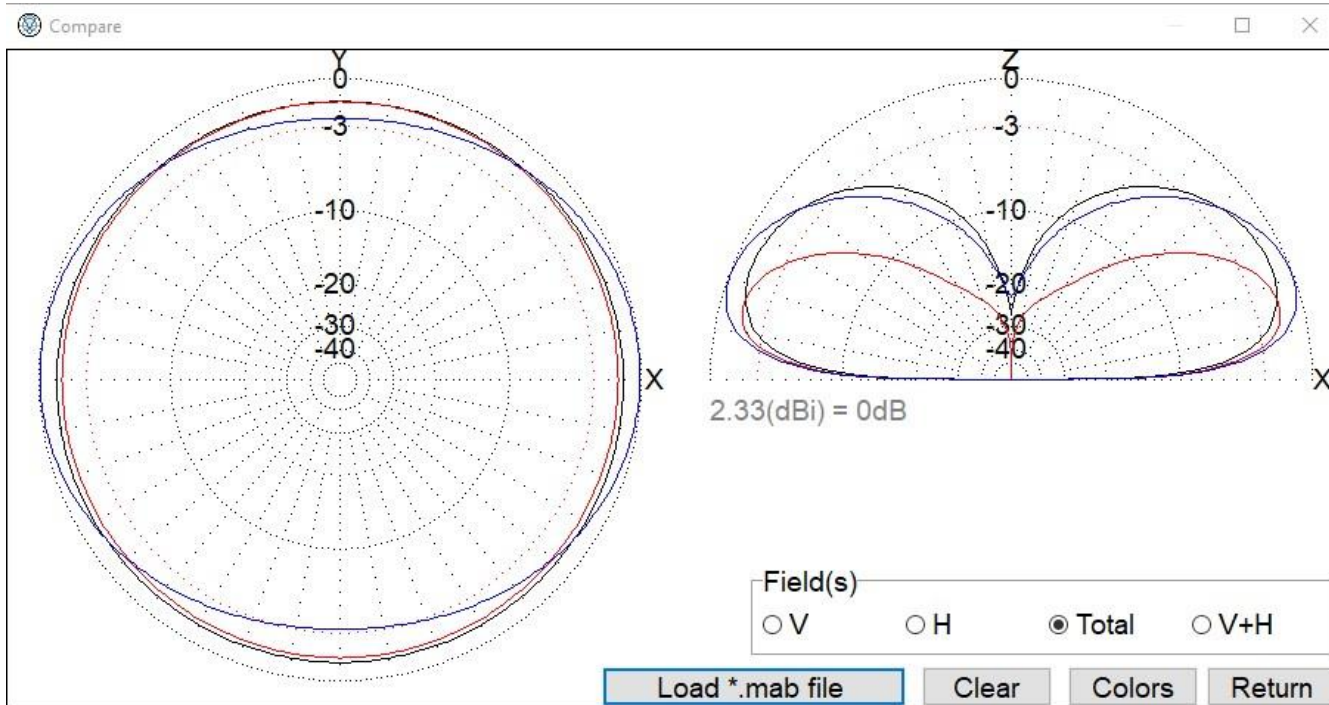 Compare
Y
0
-3
-10
-20
-30
-40
X
Z
0
-3
-10
-20
-30
-40
X
2.33(dBi) = 0dB
Field(s)
V H Total V+H
Load *.mab file Clear Colors Return